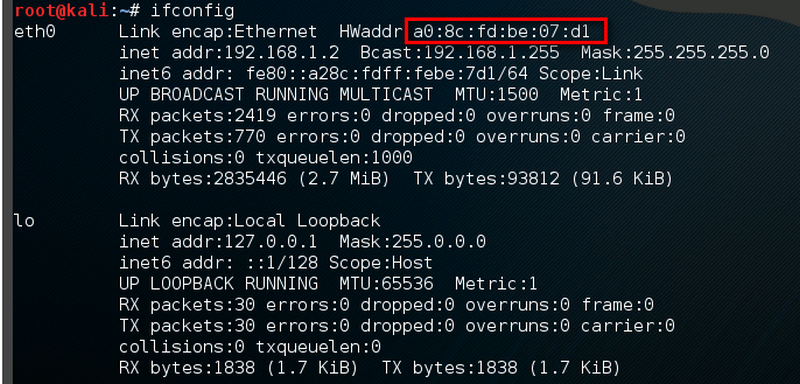 root@kali:~# ifconfig
eth0      Link encap:Ethernet  HWaddr a0:8c:fd:be:07:d1
          inet addr:192.168.1.2  Bcast:192.168.1.255  Mask:255.255.255.0
          inet6 addr: fe80::a28c:fdff:febe:7d1/64 Scope:Link
          UP BROADCAST RUNNING MULTICAST  MTU:1500  Metric:1
          RX packets:2419 errors:0 dropped:0 overruns:0 frame:0
          TX packets:770 errors:0 dropped:0 overruns:0 carrier:0
          collisions:0 txqueuelen:1000
          RX bytes:2835446 (2.7 MiB)  TX bytes:93812 (91.6 KiB)

lo        Link encap:Local Loopback
          inet addr:127.0.0.1  Mask:255.0.0.0
          inet6 addr: ::1/128 Scope:Host
          UP LOOPBACK RUNNING  MTU:65536  Metric:1
          RX packets:30 errors:0 dropped:0 overruns:0 frame:0
          TX packets:30 errors:0 dropped:0 overruns:0 carrier:0
          collisions:0 txqueuelen:0
          RX bytes:1838 (1.7 KiB)  TX bytes:1838 (1.7 KiB)